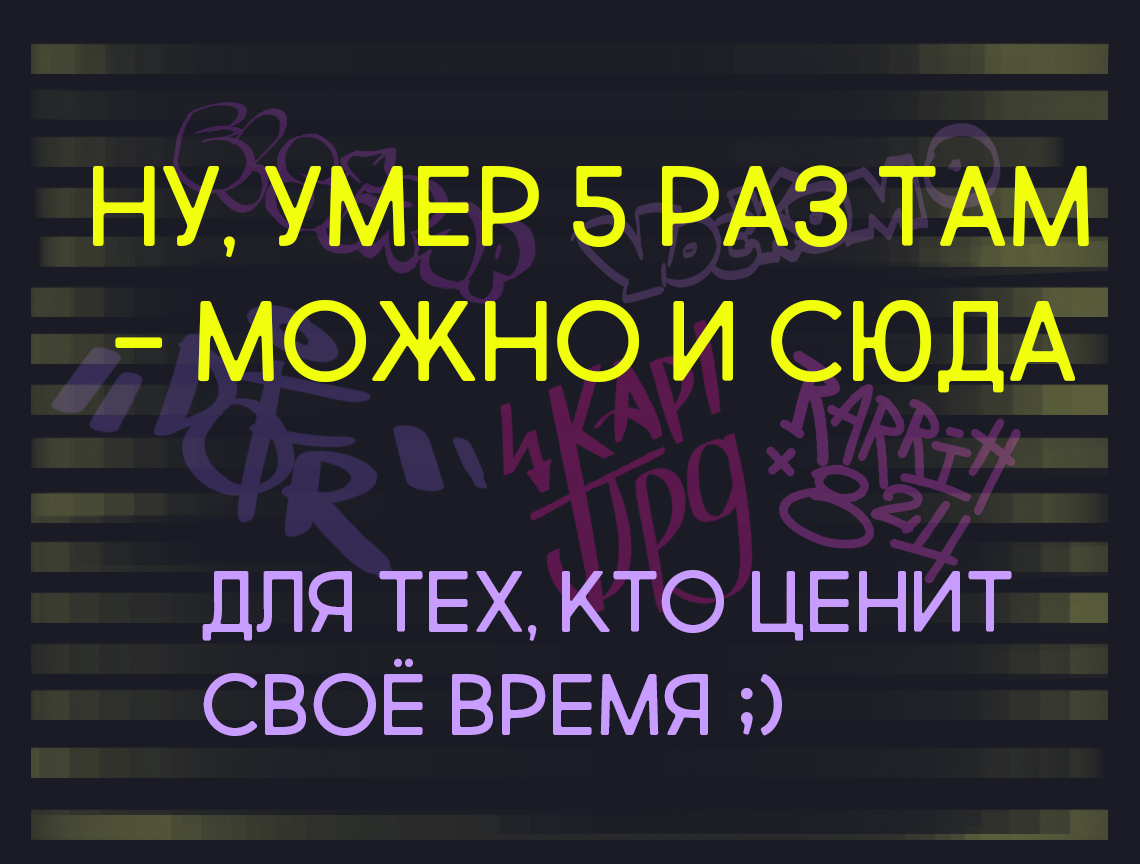 НУ, УМЕР 5 РАЗ ТАМ
– МОЖНО И СЮДА
ДЛЯ ТЕХ, КТО ЦЕНИТ
СВОЁ ВРЕМЯ ;)